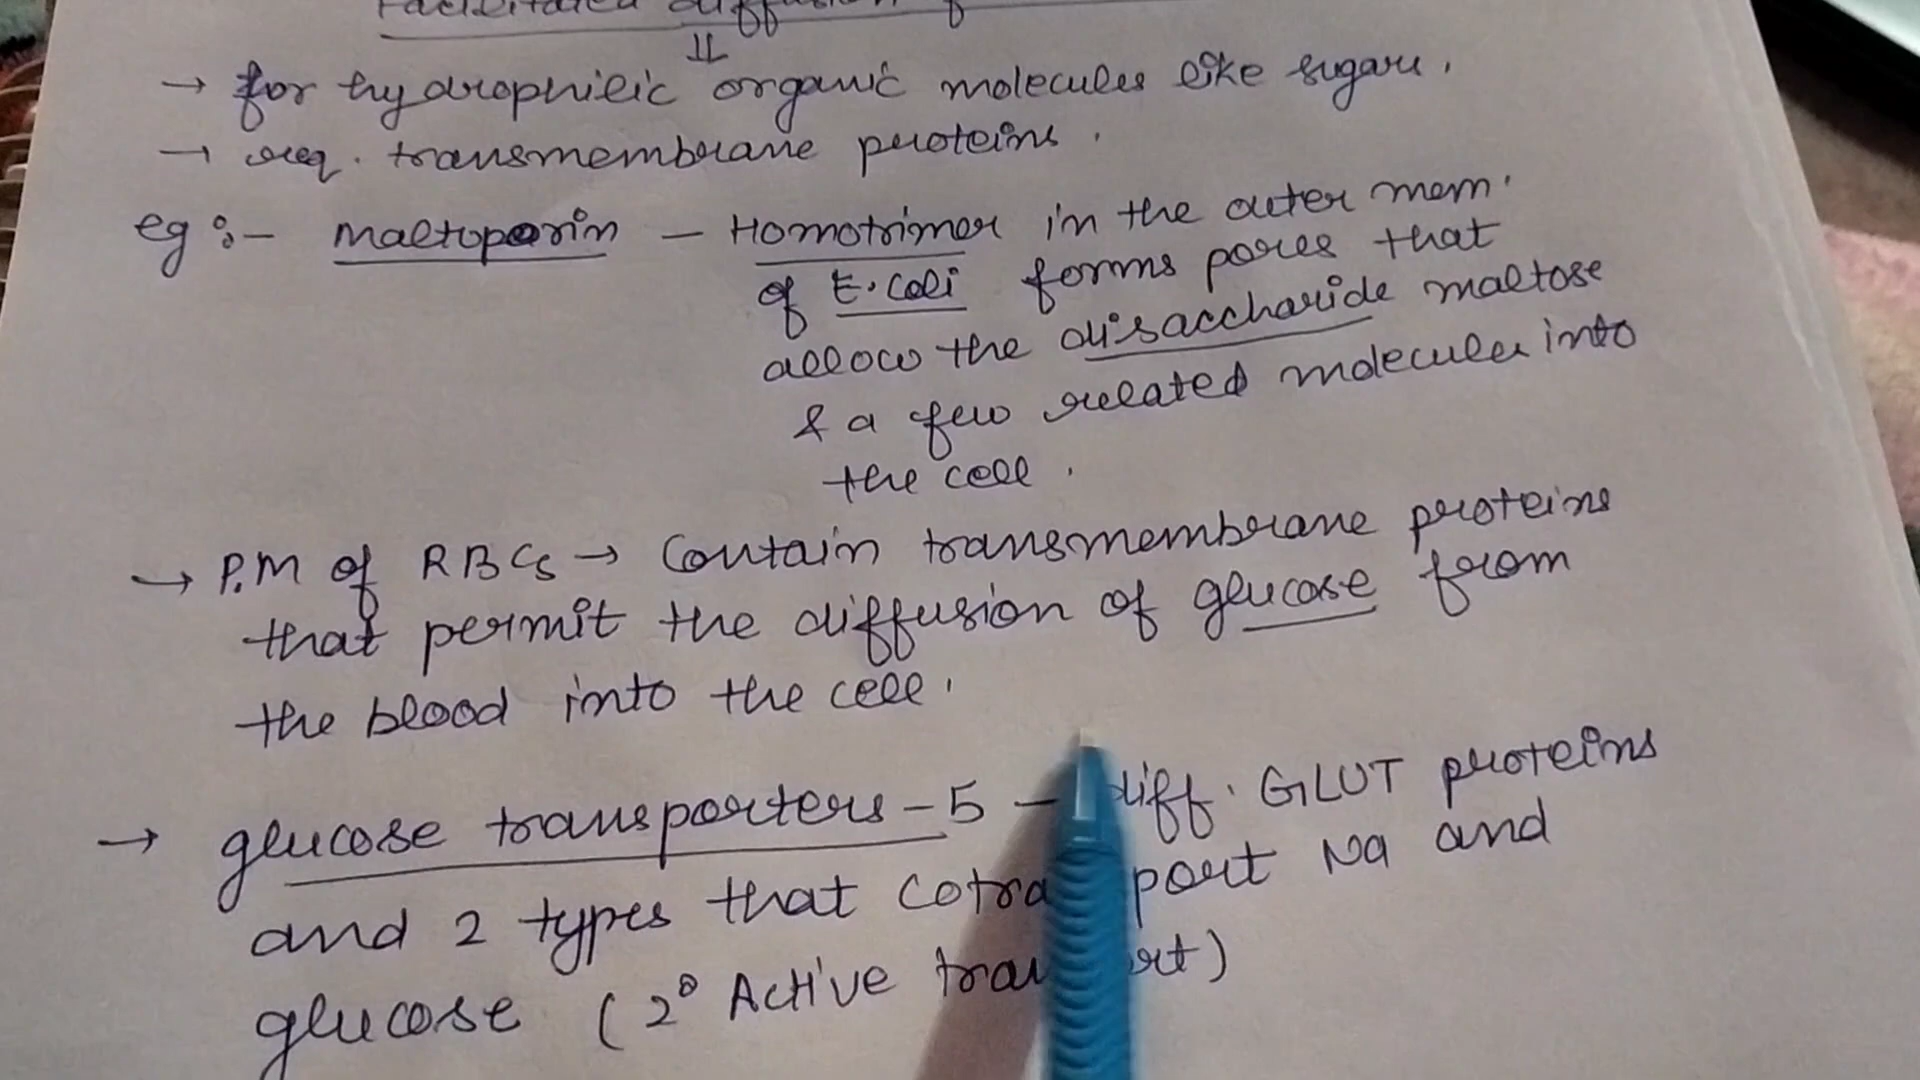 Facilitated diffusion of
→ for hydrophilic organic molecules like sugars.
→ req. transmembrane proteins.
eg :- maltoporin - Homotrimer in the outer mem.
of E. coli forms pores that
allow the disaccharide maltose
& a few related molecules into
the cell.
→ P.M of RBCs → contain transmembrane proteins
that permit the diffusion of glucose from
the blood into the cell.
→ glucose transporters - 5 - diff. GLUT proteins
and 2 types that cotra port Na and
glucose (2° Active tra rt)